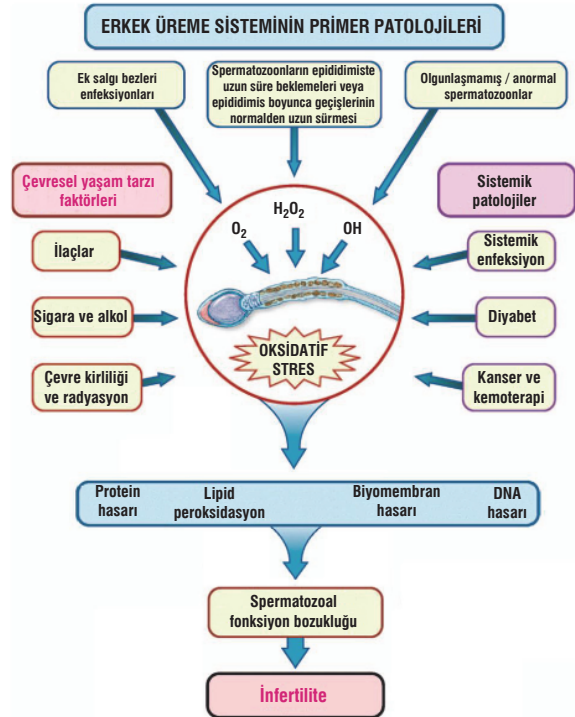 ERKEK ÜREME SİSTEMİNİN PRİMER PATOLOJİLERİ
Ek salgı bezleri
enfeksiyonları
Spermatozoonların epididimiste
uzun süre beklemeleri veya
epididimis boyunca geçişlerinin
normalden uzun sürmesi
Olgunlaşmamış / anormal
spermatozoonlar
Çevresel yaşam tarzı
faktörleri
İlaçlar
Sigara ve alkol
Çevre kirliliği
ve radyasyon
O₂
H₂O₂
OH
OKSİDATİF
STRES
Sistemik
patolojiler
Sistemik
enfeksiyon
Diyabet
Kanser ve
kemoterapi
Protein
hasarı
Lipid
peroksidasyon
Biyomembran
hasarı
DNA
hasarı
Spermatozoal
fonksiyon bozukluğu
İnfertilite